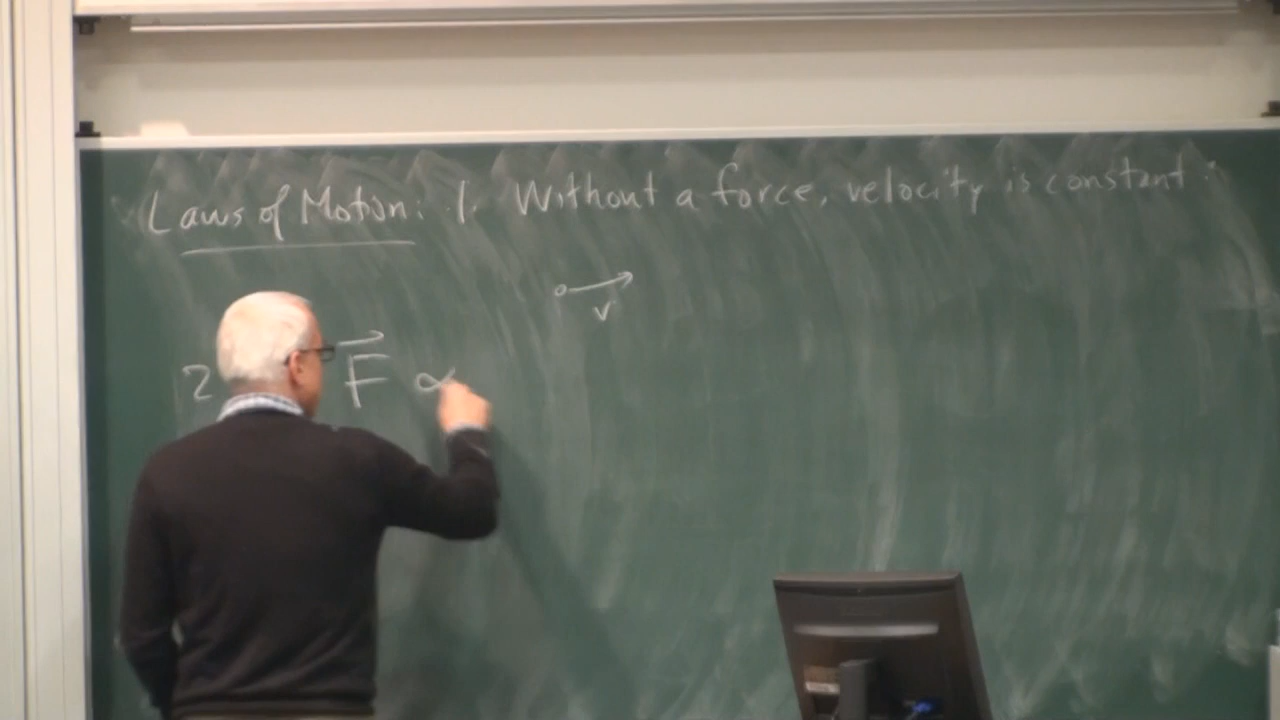 Laws of Motion: 1. Without a force, velocity is constant:
v
2 F ∝